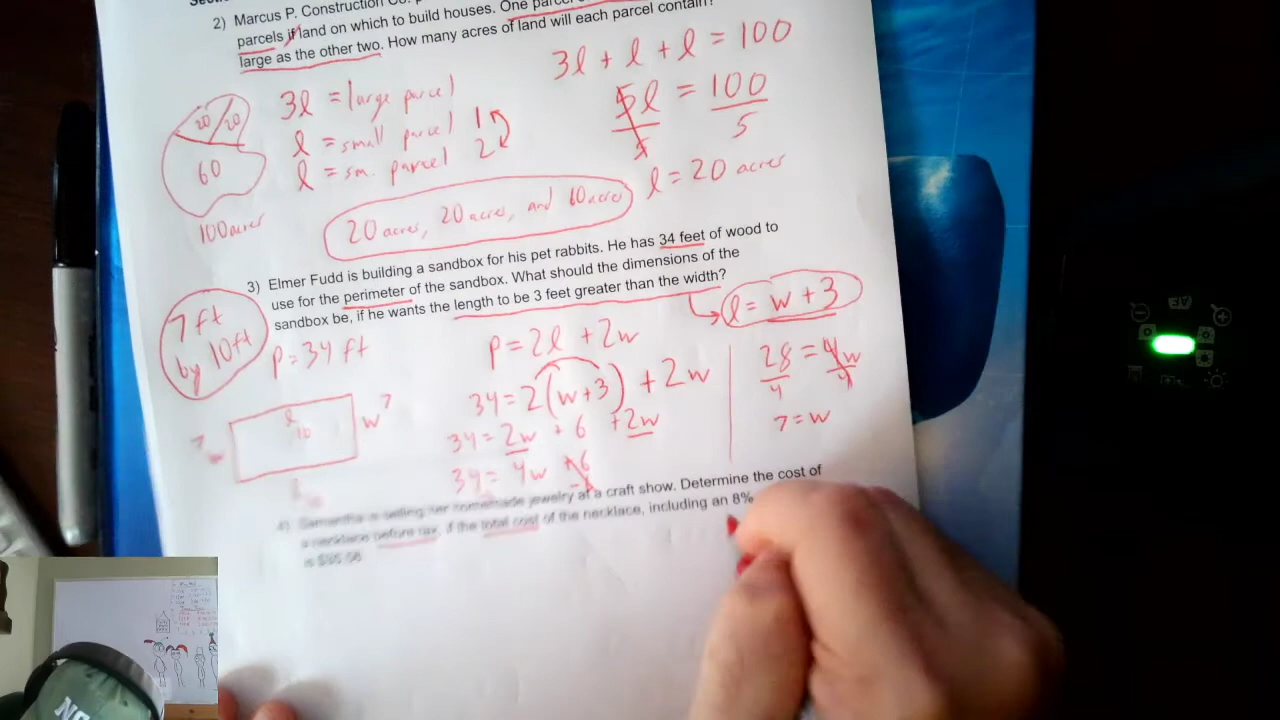 2) Marcus P. Construction Co.
parcels if land on which to build houses. One parcel
large as the other two. How many acres of land will each parcel contain?
3l + l + l = 100
3l = large parcel
l = small parcel 1
l = sm. parcel 2
5l = 100
5 5
l = 20 acres
20 20
60
100 acres
20 acres, 20 acres, and 60 acres
3) Elmer Fudd is building a sandbox for his pet rabbits. He has 34 feet of wood to
use for the perimeter of the sandbox. What should the dimensions of the
sandbox be, if he wants the length to be 3 feet greater than the width?
l = w + 3
7 ft
by 10 ft
P = 34 ft
P = 2l + 2w
34 = 2(w+3) + 2w
34 = 2w + 6 + 2w
34 = 4w + 6
-6
28 = 4w
4 4
7 = w
l
10
w 7
7
4) Samantha is selling her homemade jewelry at a craft show. Determine the cost of
a necklace before tax, if the total cost of the necklace, including an 8%